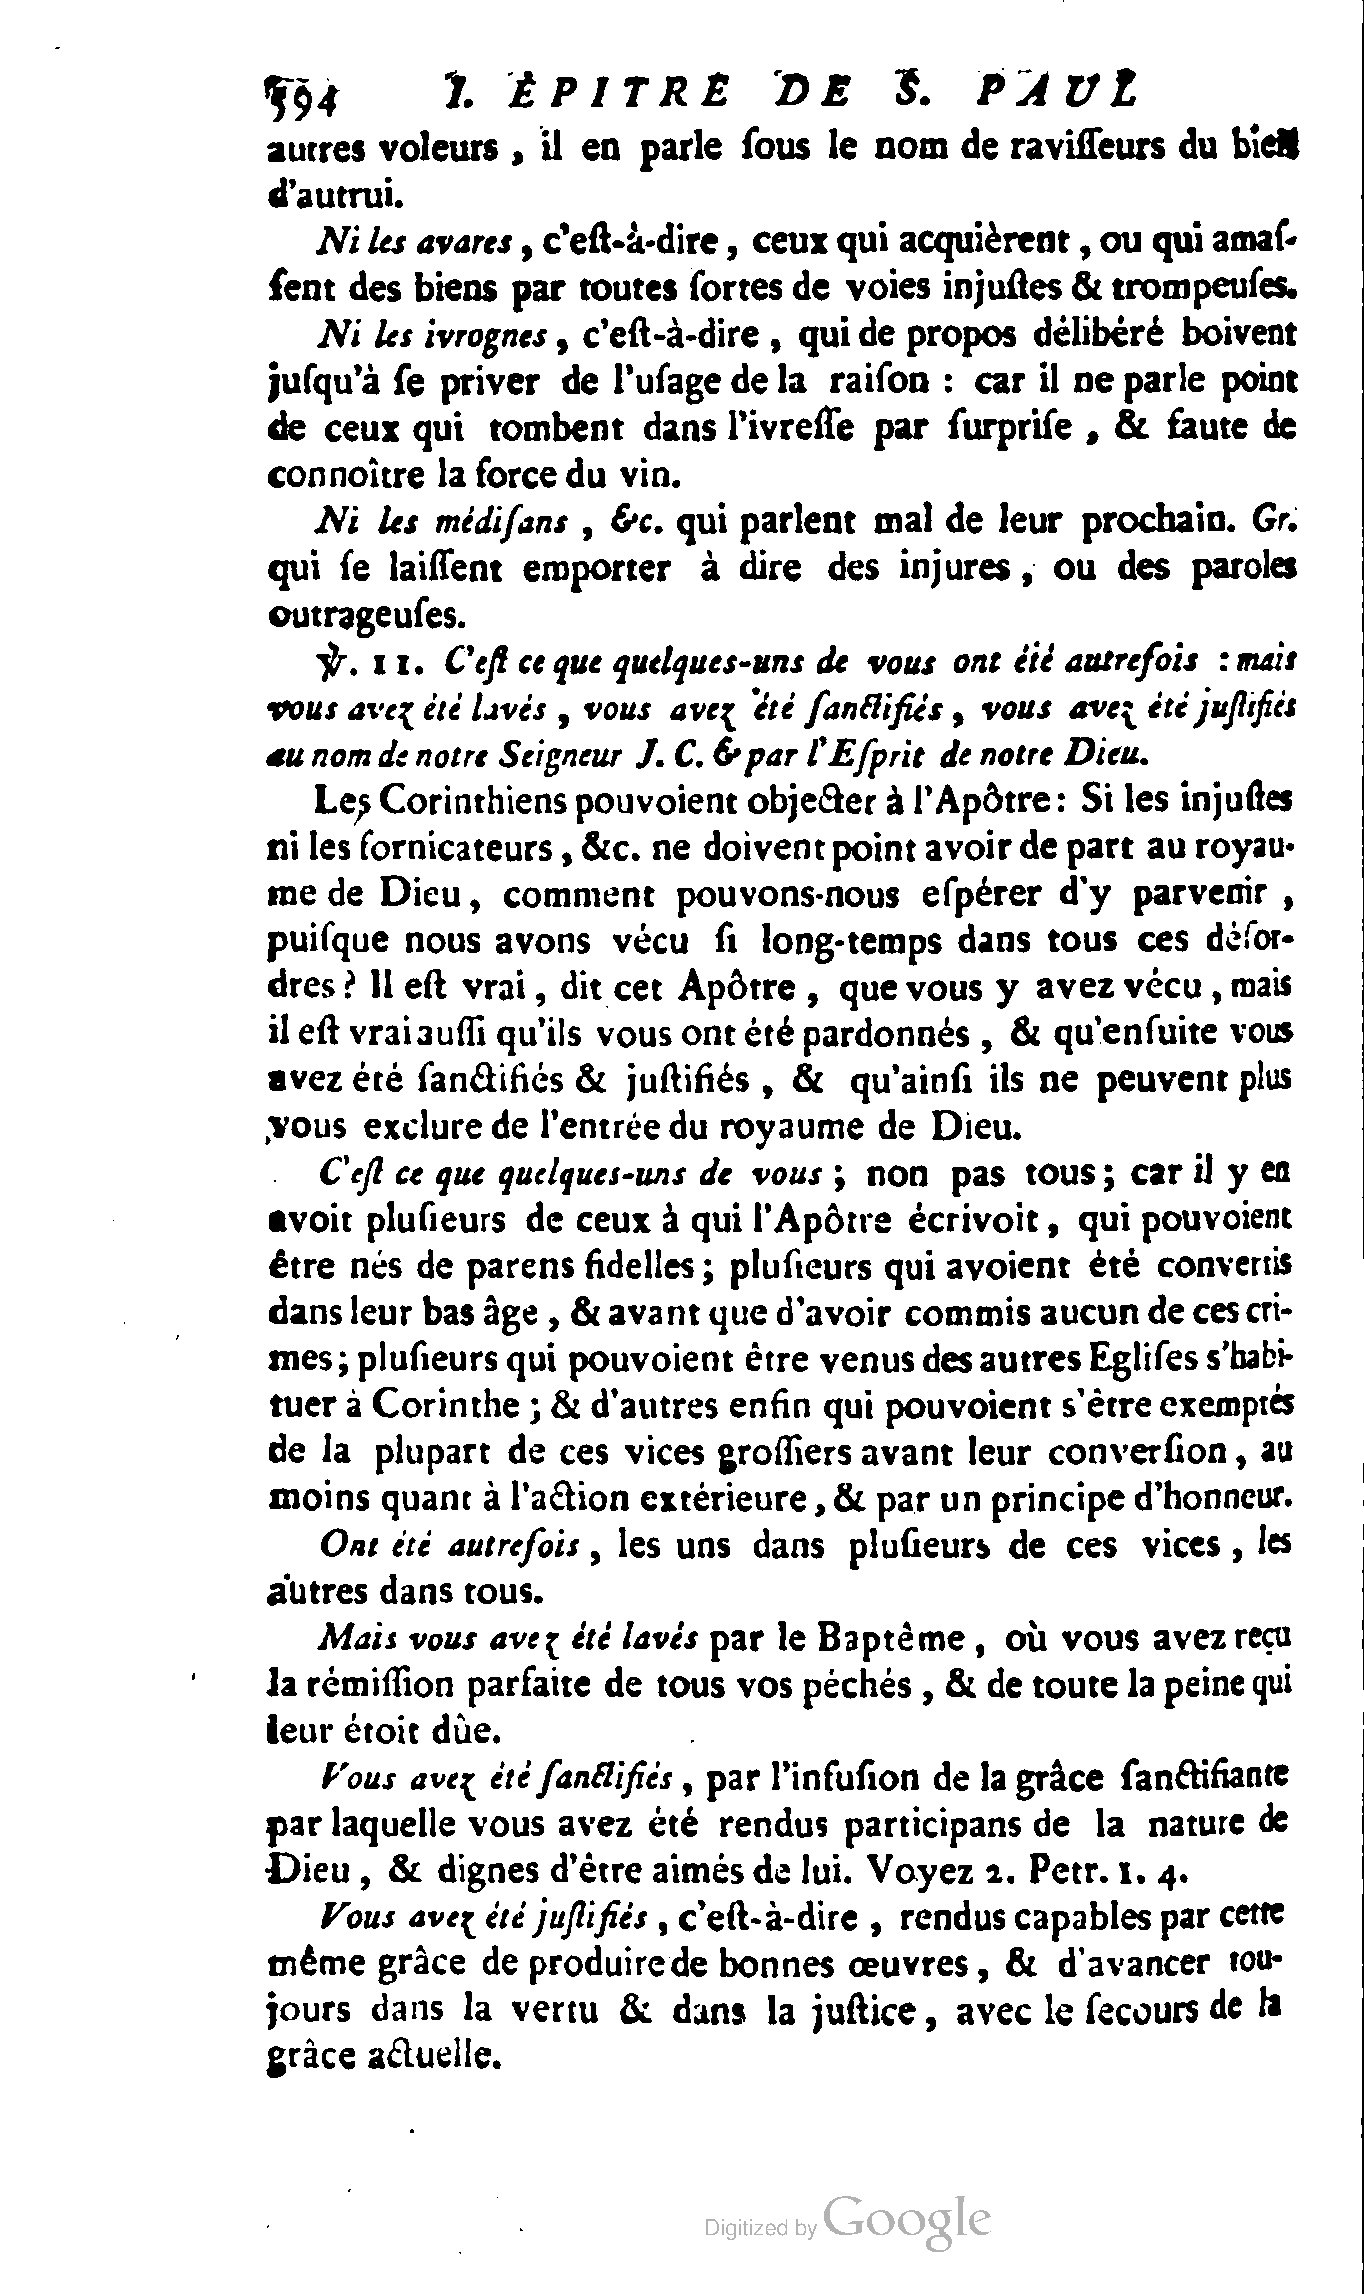 594 I. ÉPITRE DE S. PAUL
autres voleurs, il en parle ſous le nom de raviſſeurs du bien
d'autrui.
Ni les avares, c'eſt-à-dire, ceux qui acquièrent, ou qui amaſ-
ſent des biens par toutes ſortes de voies injuſtes & trompeuſes.
Ni les ivrognes, c'eſt-à-dire, qui de propos délibéré boivent
juſqu'à ſe priver de l'uſage de la raiſon : car il ne parle point
de ceux qui tombent dans l'ivreſſe par ſurpriſe, & faute de
connoître la force du vin.
Ni les médiſans, &c. qui parlent mal de leur prochain. Gr.
qui ſe laiſſent emporter à dire des injures, ou des paroles
outrageuſes.
℣. 11. C'eſt ce que quelques-uns de vous ont été autrefois : mais
vous avez été lavés, vous avez été ſanctifiés, vous avez été juſtifiés
au nom de notre Seigneur J. C. & par l'Eſprit de notre Dieu.
Les Corinthiens pouvoient objecter à l'Apôtre: Si les injuſtes
ni les fornicateurs, &c. ne doivent point avoir de part au royau-
me de Dieu, comment pouvons-nous eſpérer d'y parvenir,
puiſque nous avons vécu ſi long-temps dans tous ces déſor-
dres? Il eſt vrai, dit cet Apôtre, que vous y avez vécu, mais
il eſt vrai auſſi qu'ils vous ont été pardonnés, & qu'enſuite vous
avez été ſanctifiés & juſtifiés, & qu'ainſi ils ne peuvent plus
vous exclure de l'entrée du royaume de Dieu.
C'eſt ce que quelques-uns de vous; non pas tous; car il y en
avoit pluſieurs de ceux à qui l'Apôtre écrivoit, qui pouvoient
être nés de parens fidelles; pluſieurs qui avoient été convertis
dans leur bas âge, & avant que d'avoir commis aucun de ces cri-
mes; pluſieurs qui pouvoient être venus des autres Egliſes s'habi-
tuer à Corinthe; & d'autres enfin qui pouvoient s'être exemptés
de la plupart de ces vices groſſiers avant leur converſion, au
moins quant à l'action extérieure, & par un principe d'honneur.
Ont été autrefois, les uns dans pluſieurs de ces vices, les
autres dans tous.
Mais vous avez été lavés par le Baptême, où vous avez reçu
la rémiſſion parfaite de tous vos péchés, & de toute la peine qui
leur étoit dûe.
Vous avez été ſanctifiés, par l'infuſion de la grâce ſanctifiante
par laquelle vous avez été rendus participans de la nature de
Dieu, & dignes d'être aimés de lui. Voyez 2. Petr. 1. 4.
Vous avez été juſtifiés, c'eſt-à-dire, rendus capables par cette
même grâce de produire de bonnes œuvres, & d'avancer tou-
jours dans la vertu & dans la juſtice, avec le ſecours de la
grâce actuelle.
Digitized by Google